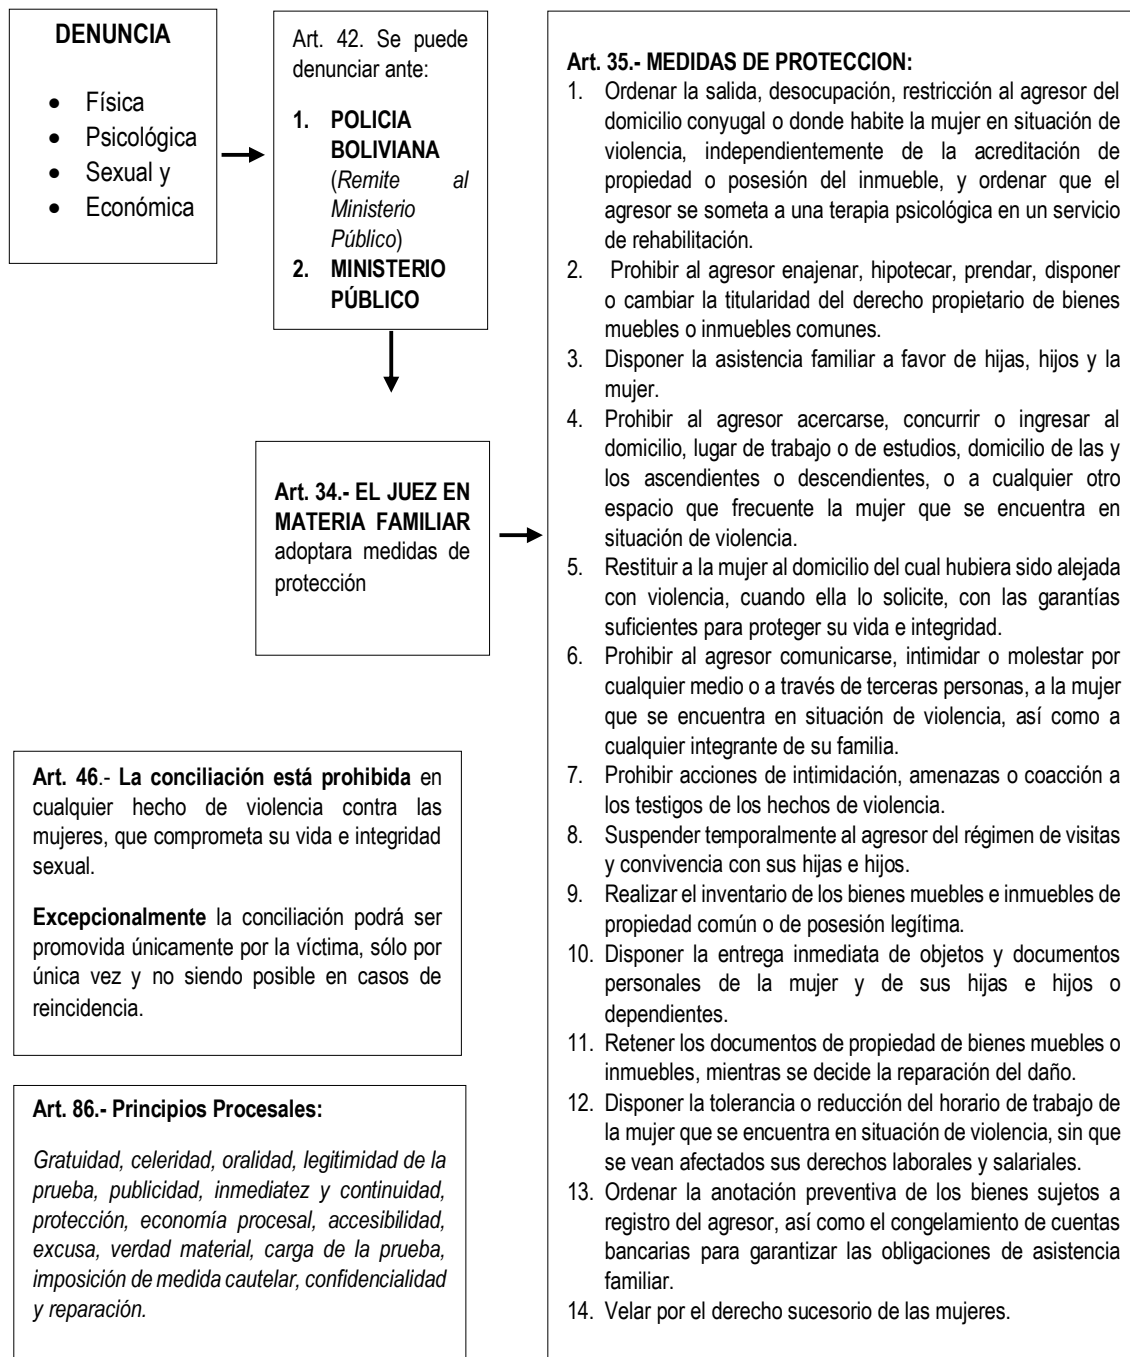 DENUNCIA
• Física
• Psicológica
• Sexual y
• Económica
Art. 42. Se puede
denunciar ante:
1. POLICIA
BOLIVIANA
(Remite al
Ministerio
Público)
2. MINISTERIO
PÚBLICO
Art. 34.- EL JUEZ EN
MATERIA FAMILIAR
adoptara medidas de
protección
Art. 35.- MEDIDAS DE PROTECCION:
1. Ordenar la salida, desocupación, restricción al agresor del
domicilio conyugal o donde habite la mujer en situación de
violencia, independientemente de la acreditación de
propiedad o posesión del inmueble, y ordenar que el
agresor se someta a una terapia psicológica en un servicio
de rehabilitación.
2. Prohibir al agresor enajenar, hipotecar, prendar, disponer
o cambiar la titularidad del derecho propietario de bienes
muebles o inmuebles comunes.
3. Disponer la asistencia familiar a favor de hijas, hijos y la
mujer.
4. Prohibir al agresor acercarse, concurrir o ingresar al
domicilio, lugar de trabajo o de estudios, domicilio de las y
los ascendientes o descendientes, o a cualquier otro
espacio que frecuente la mujer que se encuentra en
situación de violencia.
5. Restituir a la mujer al domicilio del cual hubiera sido alejada
con violencia, cuando ella lo solicite, con las garantías
suficientes para proteger su vida e integridad.
6. Prohibir al agresor comunicarse, intimidar o molestar por
cualquier medio o a través de terceras personas, a la mujer
que se encuentra en situación de violencia, así como a
cualquier integrante de su familia.
7. Prohibir acciones de intimidación, amenazas o coacción a
los testigos de los hechos de violencia.
8. Suspender temporalmente al agresor del régimen de visitas
y convivencia con sus hijas e hijos.
9. Realizar el inventario de los bienes muebles e inmuebles de
propiedad común o de posesión legítima.
10. Disponer la entrega inmediata de objetos y documentos
personales de la mujer y de sus hijas e hijos o
dependientes.
11. Retener los documentos de propiedad de bienes muebles o
inmuebles, mientras se decide la reparación del daño.
12. Disponer la tolerancia o reducción del horario de trabajo de
la mujer que se encuentra en situación de violencia, sin que
se vean afectados sus derechos laborales y salariales.
13. Ordenar la anotación preventiva de los bienes sujetos a
registro del agresor, así como el congelamiento de cuentas
bancarias para garantizar las obligaciones de asistencia
familiar.
14. Velar por el derecho sucesorio de las mujeres.
Art. 46.- La conciliación está prohibida en
cualquier hecho de violencia contra las
mujeres, que comprometa su vida e integridad
sexual.
Excepcionalmente la conciliación podrá ser
promovida únicamente por la víctima, sólo por
única vez y no siendo posible en casos de
reincidencia.
Art. 86.- Principios Procesales:
Gratuidad, celeridad, oralidad, legitimidad de la
prueba, publicidad, inmediatez y continuidad,
protección, economía procesal, accesibilidad,
excusa, verdad material, carga de la prueba,
imposición de medida cautelar, confidencialidad
y reparación.